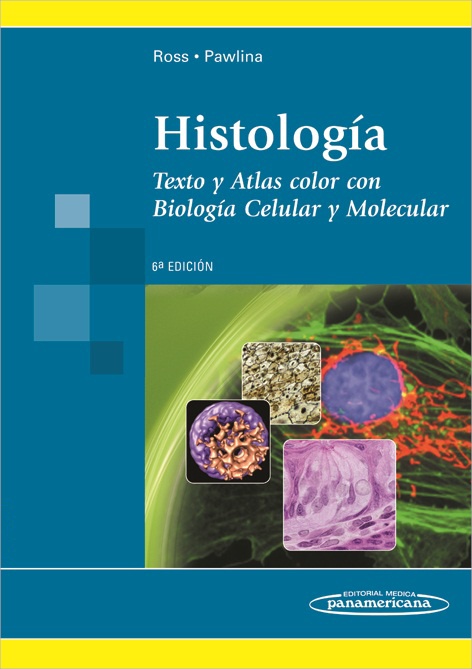 Ross • Pawlina
Histología
Texto y Atlas color con
Biología Celular y Molecular
6ª EDICIÓN
EDITORIAL MEDICA
panamericana